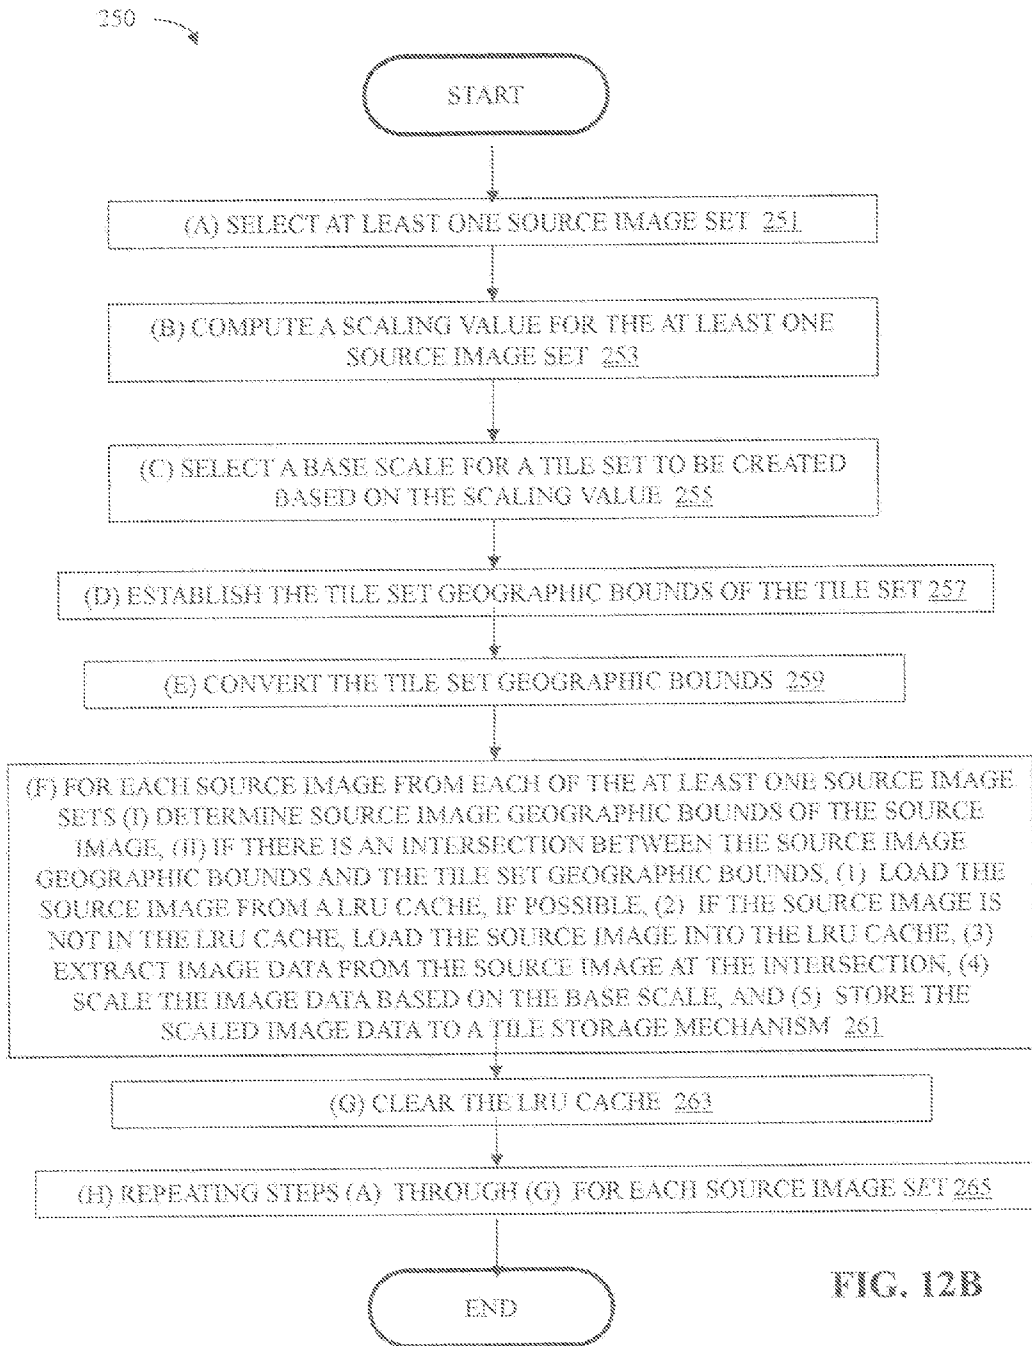 250
START
(A) SELECT AT LEAST ONE SOURCE IMAGE SET 251
(B) COMPUTE A SCALING VALUE FOR THE AT LEAST ONE
SOURCE IMAGE SET 253
(C) SELECT A BASE SCALE FOR A TILE SET TO BE CREATED
BASED ON THE SCALING VALUE 255
(D) ESTABLISH THE TILE SET GEOGRAPHIC BOUNDS OF THE TILE SET 257
(E) CONVERT THE TILE SET GEOGRAPHIC BOUNDS 259
(F) FOR EACH SOURCE IMAGE FROM EACH OF THE AT LEAST ONE SOURCE IMAGE
SETS (I) DETERMINE SOURCE IMAGE GEOGRAPHIC BOUNDS OF THE SOURCE
IMAGE, (II) IF THERE IS AN INTERSECTION BETWEEN THE SOURCE IMAGE
GEOGRAPHIC BOUNDS AND THE TILE SET GEOGRAPHIC BOUNDS, (1) LOAD THE
SOURCE IMAGE FROM A LRU CACHE, IF POSSIBLE, (2) IF THE SOURCE IMAGE IS
NOT IN THE LRU CACHE, LOAD THE SOURCE IMAGE INTO THE LRU CACHE, (3)
EXTRACT IMAGE DATA FROM THE SOURCE IMAGE AT THE INTERSECTION, (4)
SCALE THE IMAGE DATA BASED ON THE BASE SCALE, AND (5) STORE THE
SCALED IMAGE DATA TO A TILE STORAGE MECHANISM 261
(G) CLEAR THE LRU CACHE 263
(H) REPEATING STEPS (A) THROUGH (G) FOR EACH SOURCE IMAGE SET 265
END
FIG. 12B